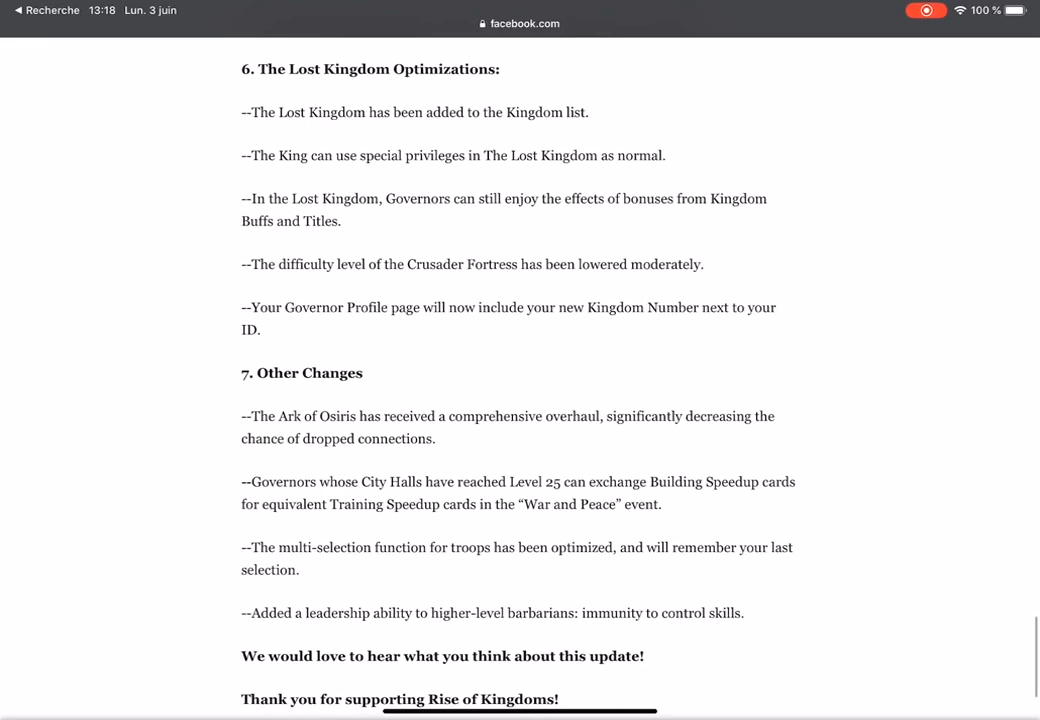 ◀ Recherche 13:18 Lun. 3 juin 100 %
facebook.com
6. The Lost Kingdom Optimizations:
--The Lost Kingdom has been added to the Kingdom list.
--The King can use special privileges in The Lost Kingdom as normal.
--In the Lost Kingdom, Governors can still enjoy the effects of bonuses from Kingdom
Buffs and Titles.
--The difficulty level of the Crusader Fortress has been lowered moderately.
--Your Governor Profile page will now include your new Kingdom Number next to your
ID.
7. Other Changes
--The Ark of Osiris has received a comprehensive overhaul, significantly decreasing the
chance of dropped connections.
--Governors whose City Halls have reached Level 25 can exchange Building Speedup cards
for equivalent Training Speedup cards in the “War and Peace” event.
--The multi-selection function for troops has been optimized, and will remember your last
selection.
--Added a leadership ability to higher-level barbarians: immunity to control skills.
We would love to hear what you think about this update!
Thank you for supporting Rise of Kingdoms!